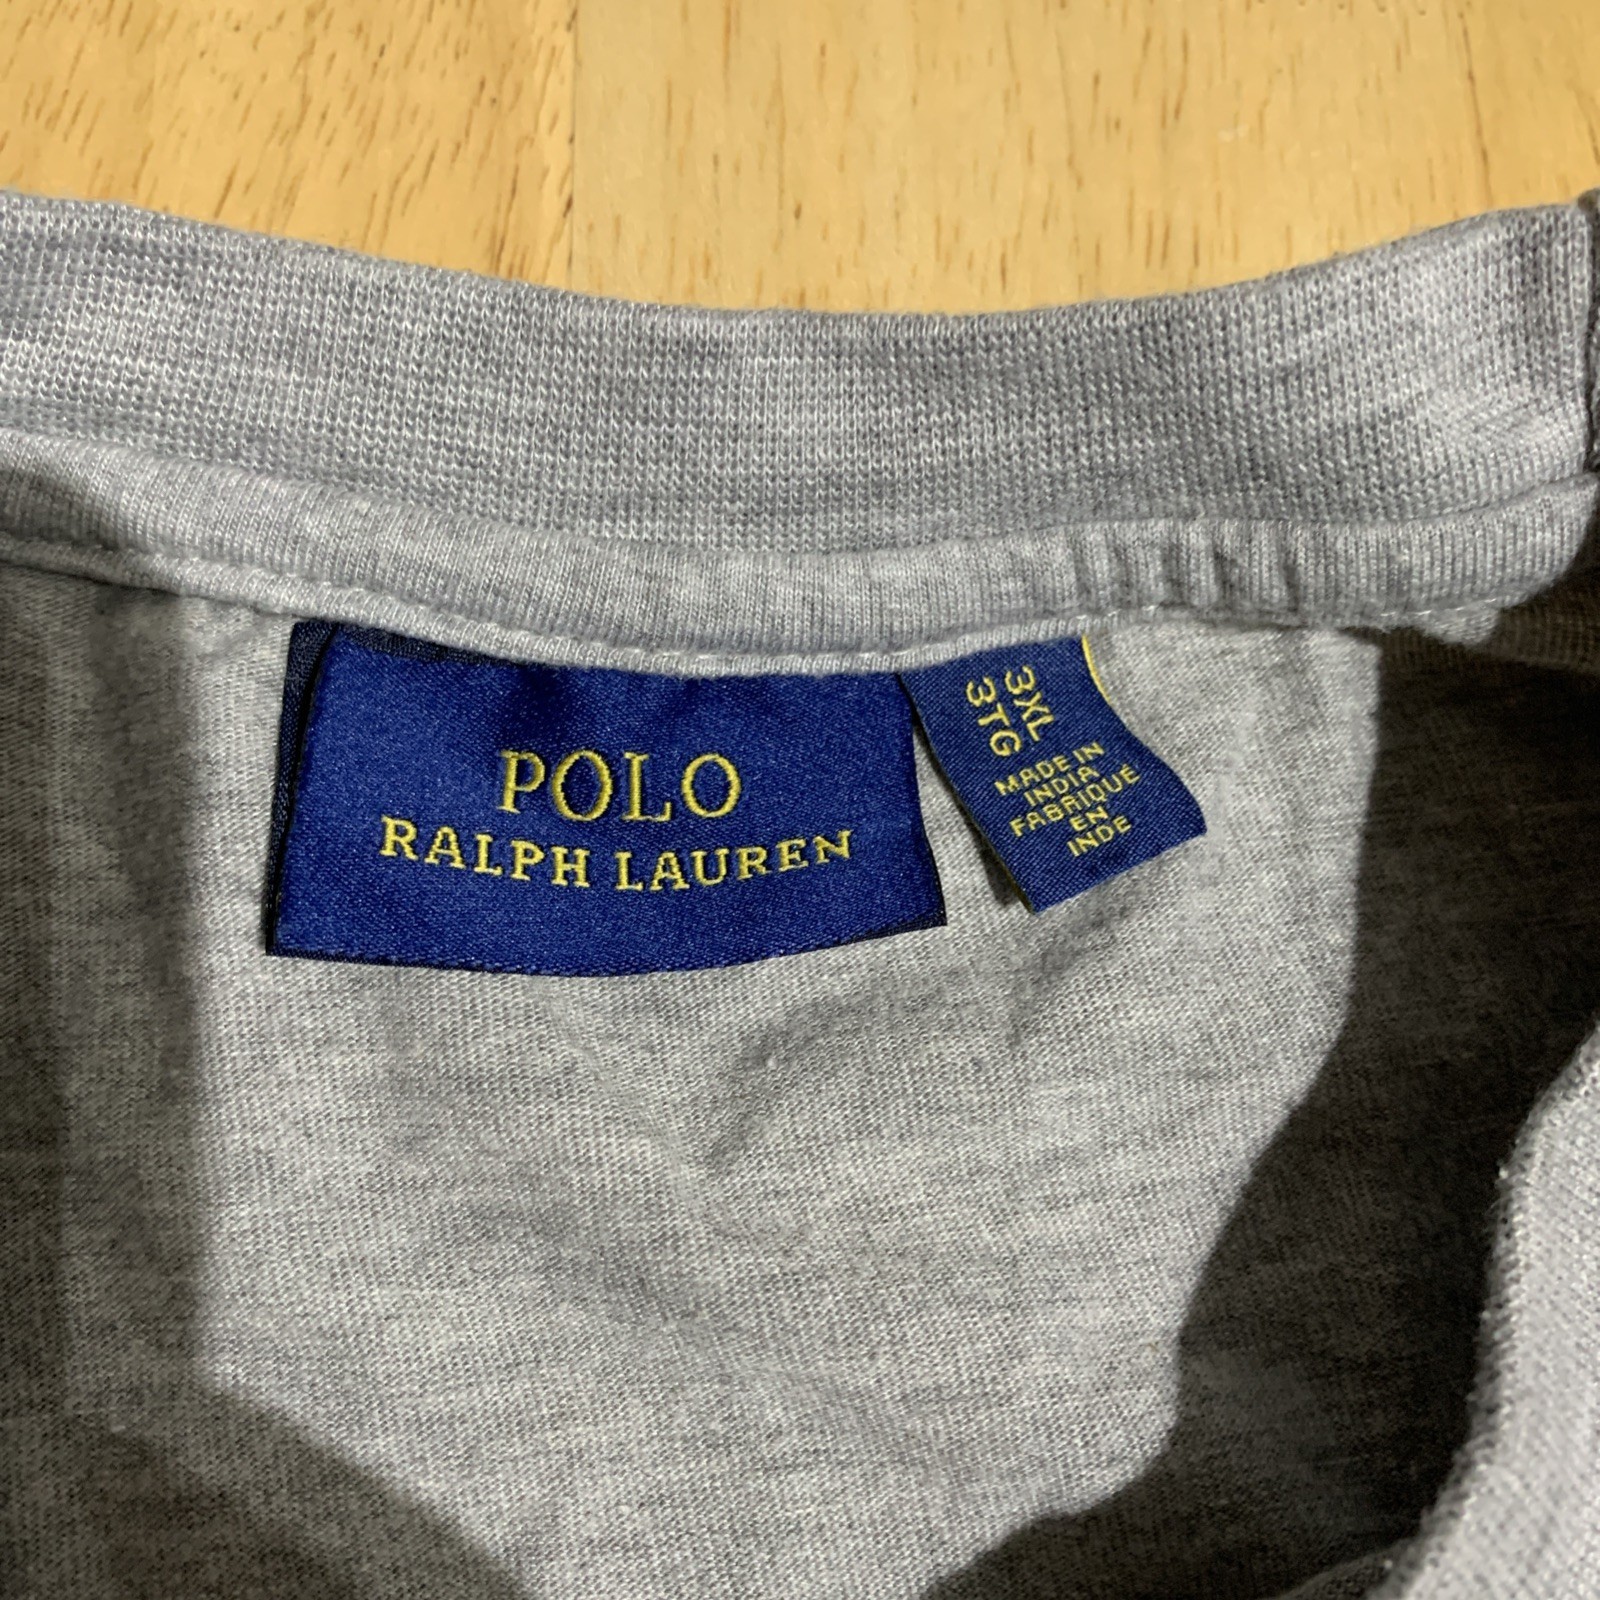 POLO
RALPH LAUREN
3XL
3TG
MADE IN
INDIA
FABRIQUÉ
EN
INDE